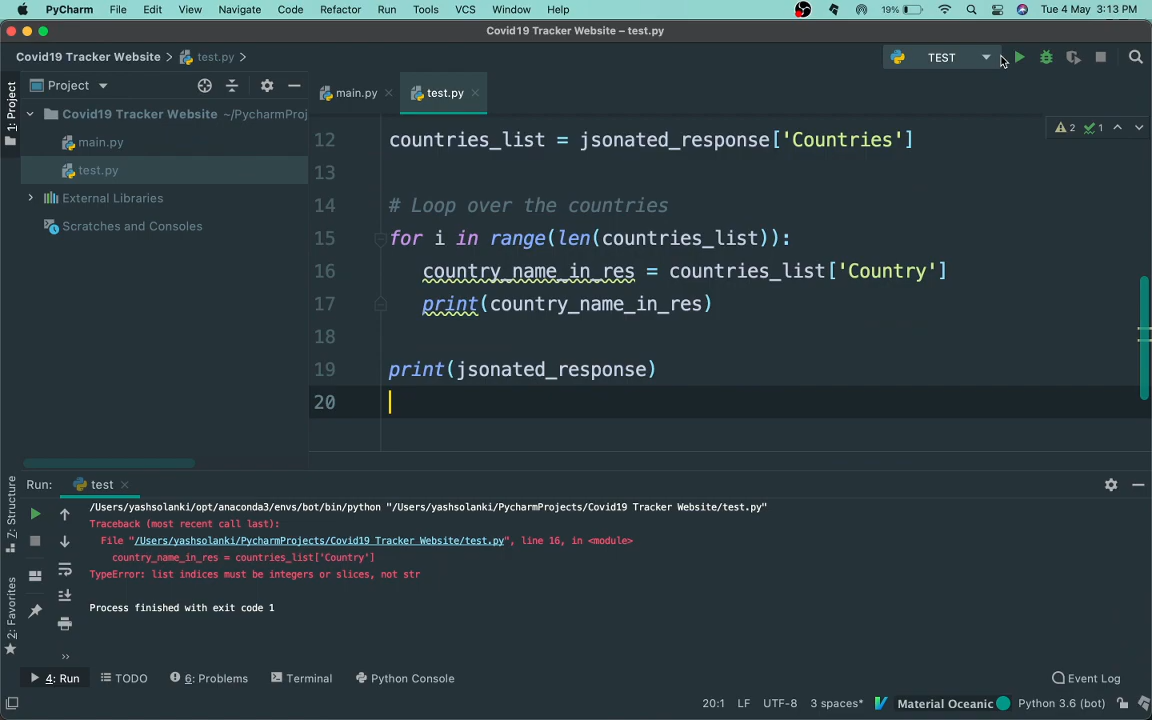 PyCharm File Edit View Navigate Code Refactor Run Tools VCS Window Help 19% Tue 4 May 3:13 PM
Covid19 Tracker Website – test.py
Covid19 Tracker Website test.py TEST
1: Project
Project
main.py test.py
Covid19 Tracker Website ~/PycharmProj
main.py
test.py
External Libraries
Scratches and Consoles
2 1
12 countries_list = jsonated_response['Countries']
13
14 # Loop over the countries
15 for i in range(len(countries_list)):
16 country_name_in_res = countries_list['Country']
17 print(country_name_in_res)
18
19 print(jsonated_response)
20
Run: test
7: Structure
2: Favorites
/Users/yashsolanki/opt/anaconda3/envs/bot/bin/python "/Users/yashsolanki/PycharmProjects/Covid19 Tracker Website/test.py"
Traceback (most recent call last):
File "/Users/yashsolanki/PycharmProjects/Covid19 Tracker Website/test.py", line 16, in <module>
country_name_in_res = countries_list['Country']
TypeError: list indices must be integers or slices, not str
Process finished with exit code 1
4: Run TODO 6: Problems Terminal Python Console Event Log
20:1 LF UTF-8 3 spaces* Material Oceanic Python 3.6 (bot)